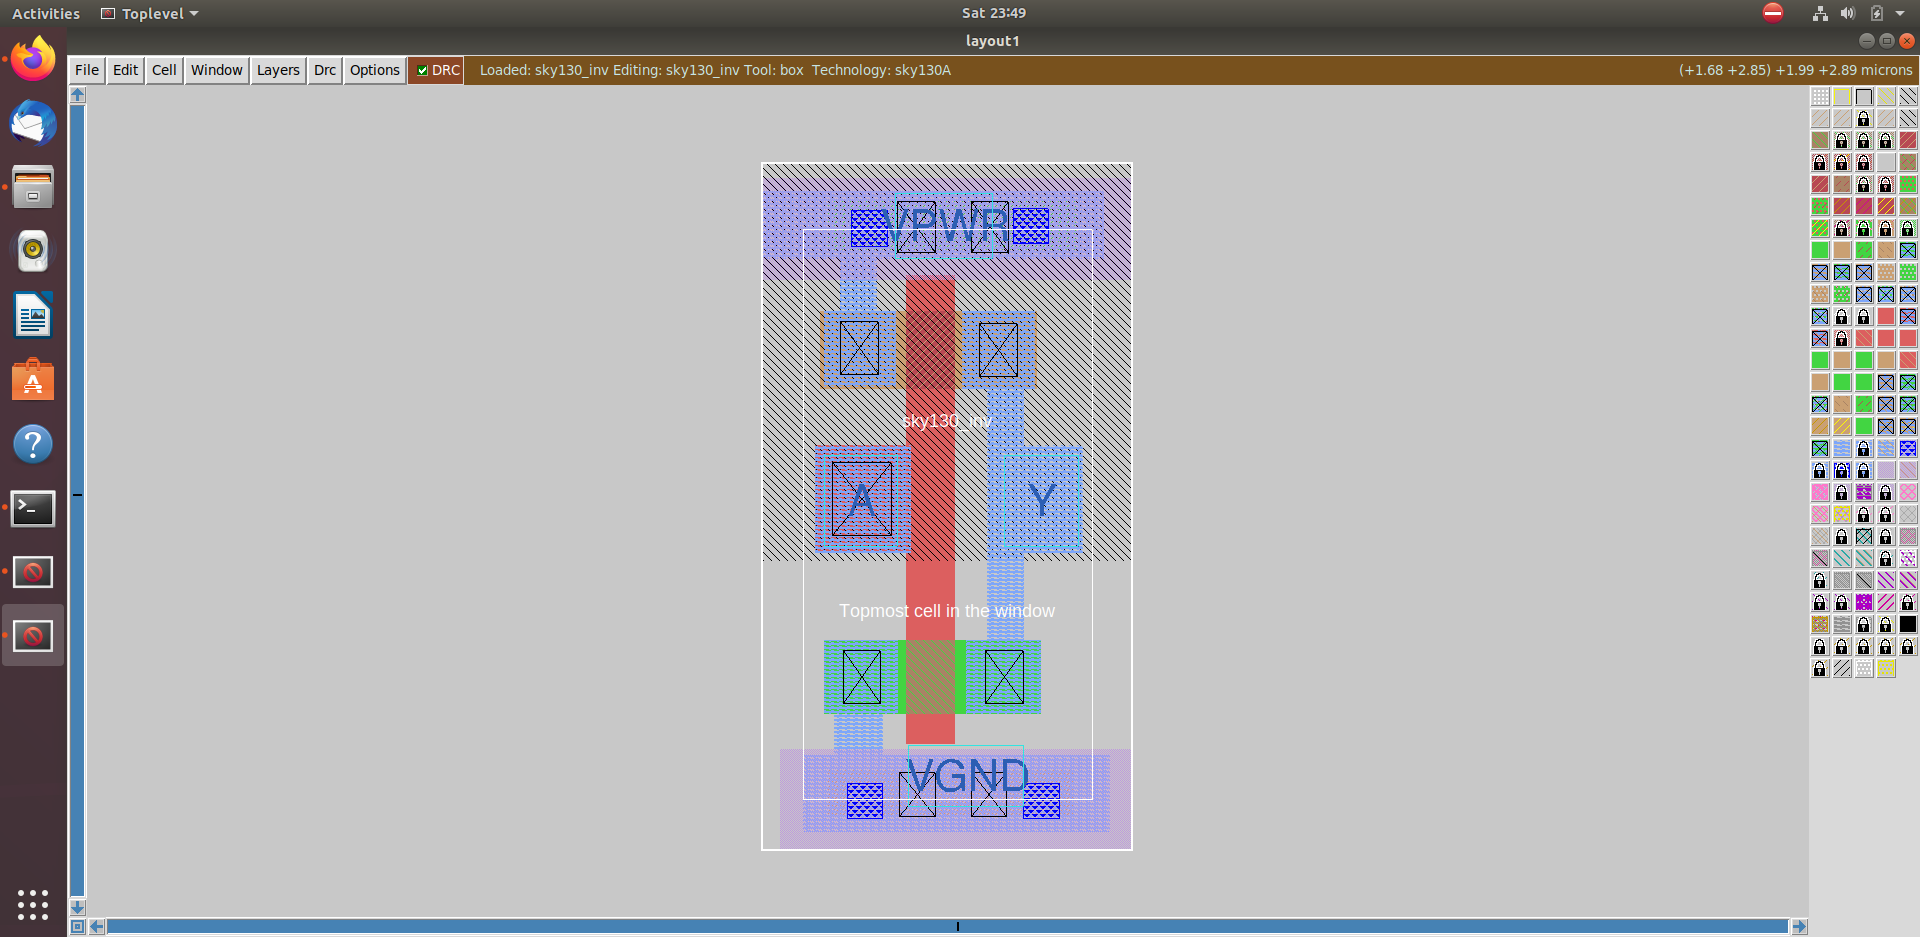 Activities Toplevel Sat 23:49
layout1
File Edit Cell Window Layers Drc Options DRC Loaded: sky130_inv Editing: sky130_inv Tool: box Technology: sky130A (+1.68 +2.85) +1.99 +2.89 microns
VPWR
sky130_inv
A Y
Topmost cell in the window
VGND